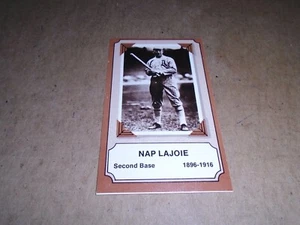 NAP LAJOIE
Second Base 1896-1916